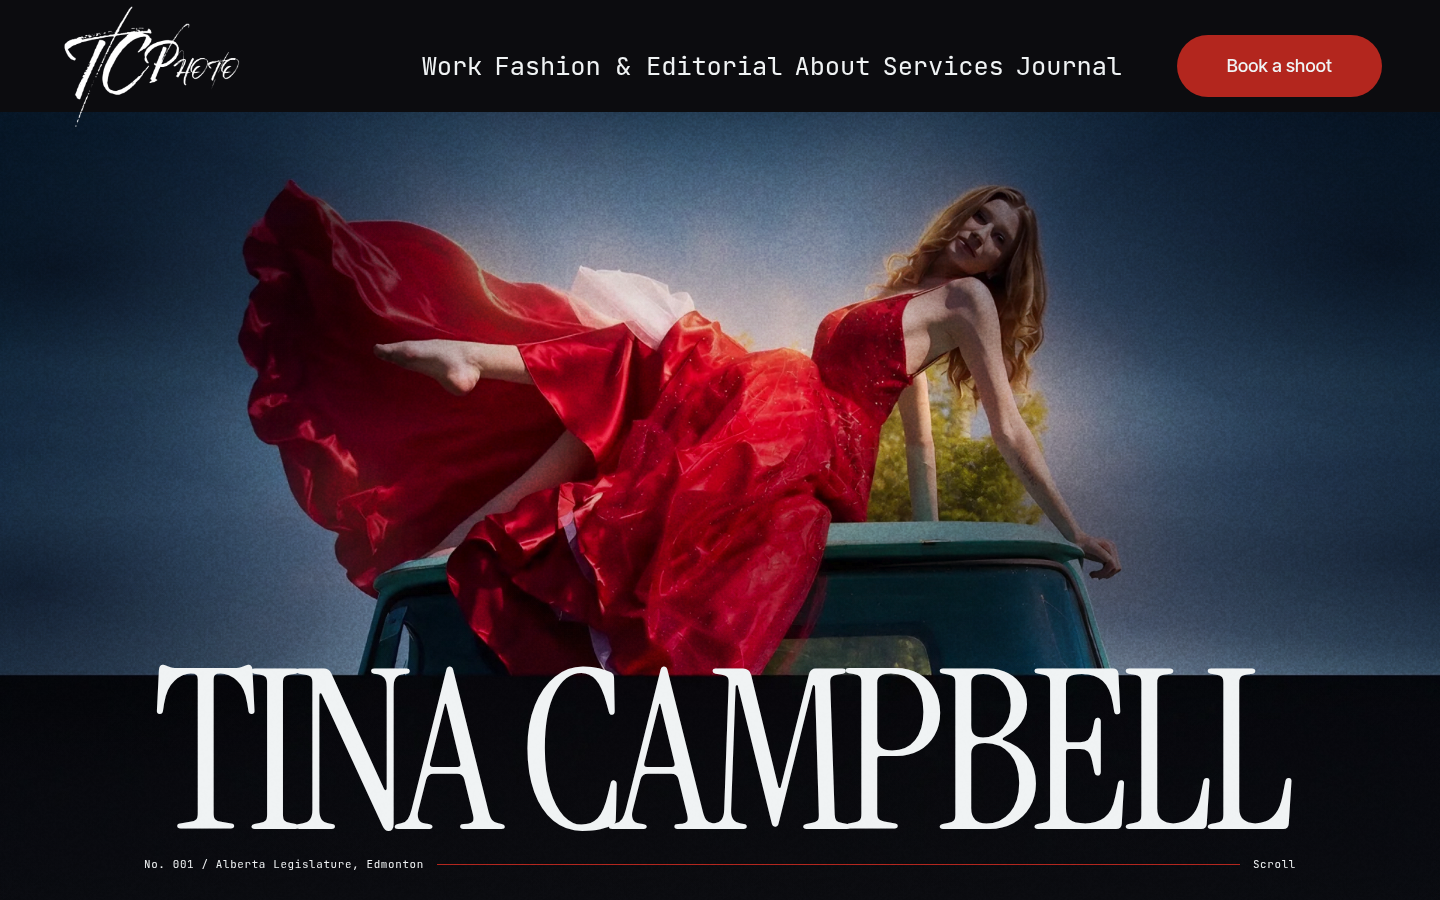 TCPHOTO
Work Fashion & Editorial About Services Journal
Book a shoot
TINA CAMPBELL
No. 001 / Alberta Legislature, Edmonton
Scroll